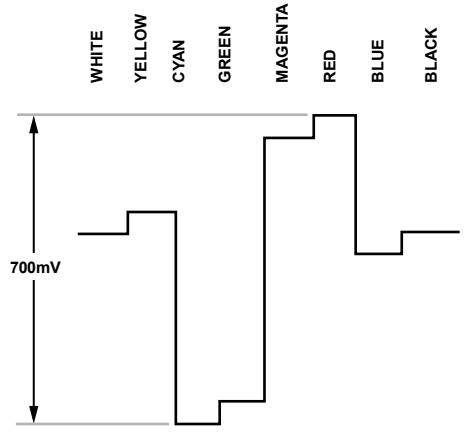 WHITE
YELLOW
CYAN
GREEN
MAGENTA
RED
BLUE
BLACK
700mV